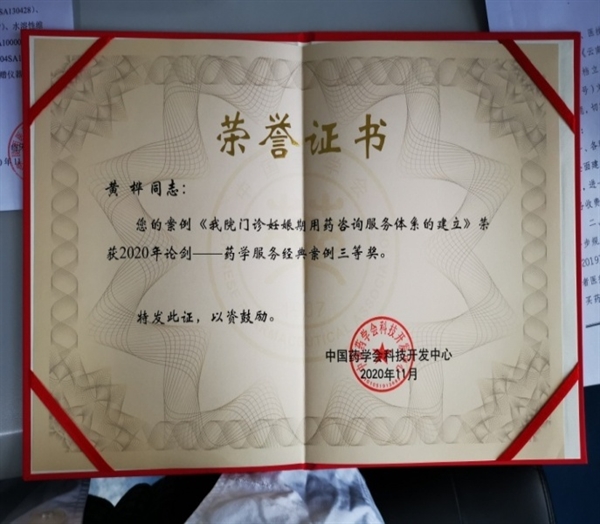 SA130428)、
荣誉证书
黄桦同志：
您的案例《我院门诊妊娠期用药咨询服务体系的建立》荣
获2020年论剑——药学服务经典案例三等奖。
特发此证，以资鼓励。
中国药学会科技开发中心
2020年11月